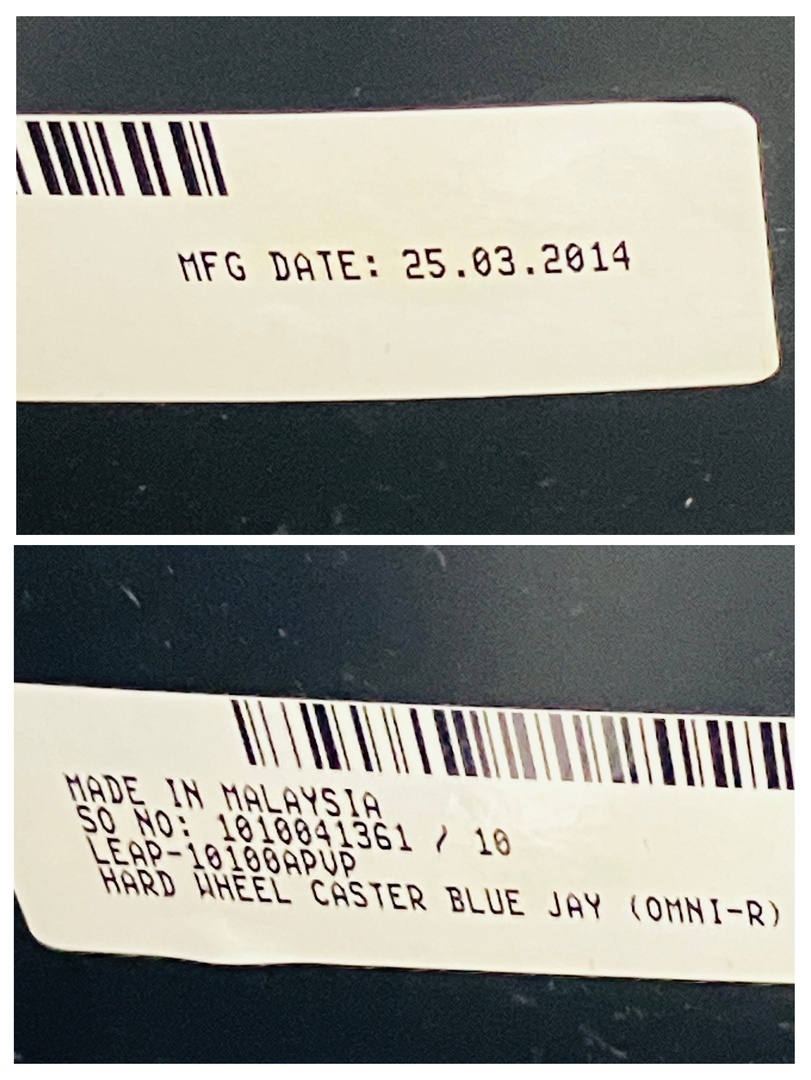 MFG DATE: 25.03.2014
MADE IN MALAYSIA
SO NO: 1010041361 / 10
LEAP-10100APVP
HARD WHEEL CASTER BLUE JAY (OMNI-R)